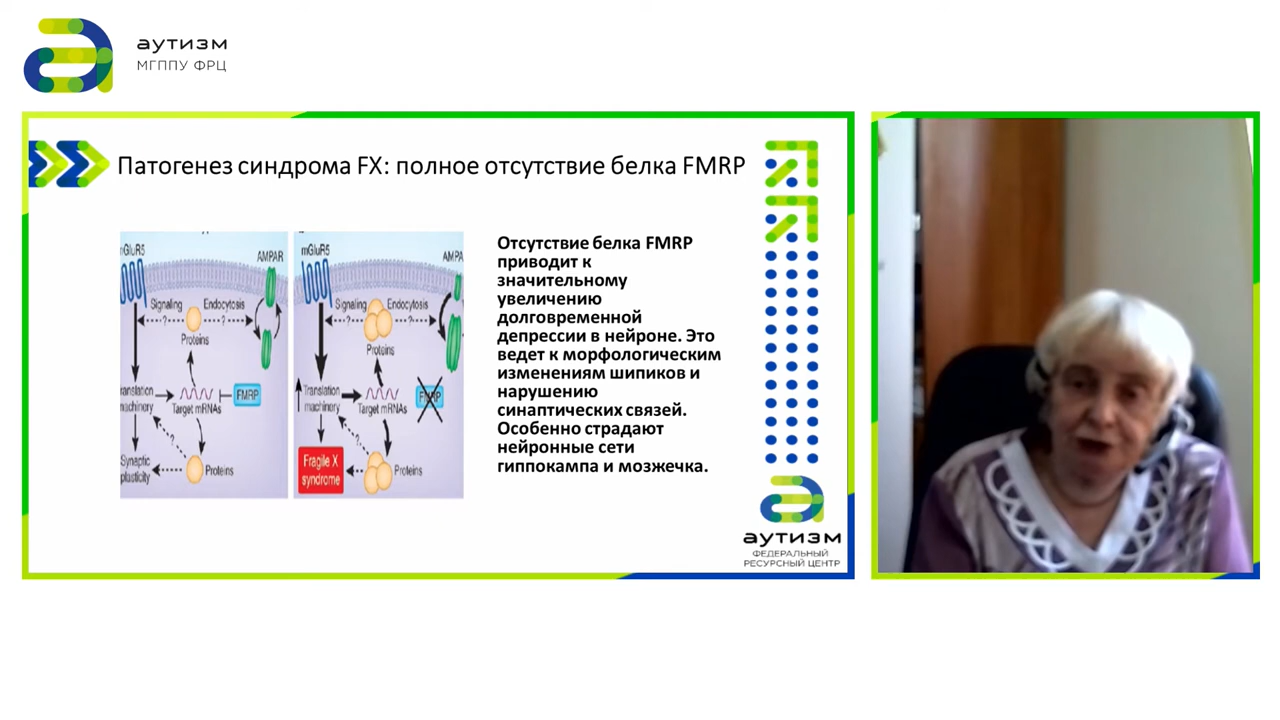 аутизм
МГППУ ФРЦ
Патогенез синдрома FX: полное отсутствие белка FMRP
mGluR5
AMPAR
Signaling
Endocytosis
?
?
Proteins
Translation
machinery
Target mRNAs
FMRP
?
Synaptic
plasticity
Proteins
mGluR5
AMPA
Signaling
Endocytosis
?
?
Proteins
Translation
machinery
Target mRNAs
FMRP
?
Fragile X
syndrome
Proteins
Отсутствие белка FMRP
приводит к
значительному
увеличению
долговременной
депрессии в нейроне. Это
ведет к морфологическим
изменениям шипиков и
нарушению
синаптических связей.
Особенно страдают
нейронные сети
гиппокампа и мозжечка.
аутизм
ФЕДЕРАЛЬНЫЙ
РЕСУРСНЫЙ ЦЕНТР